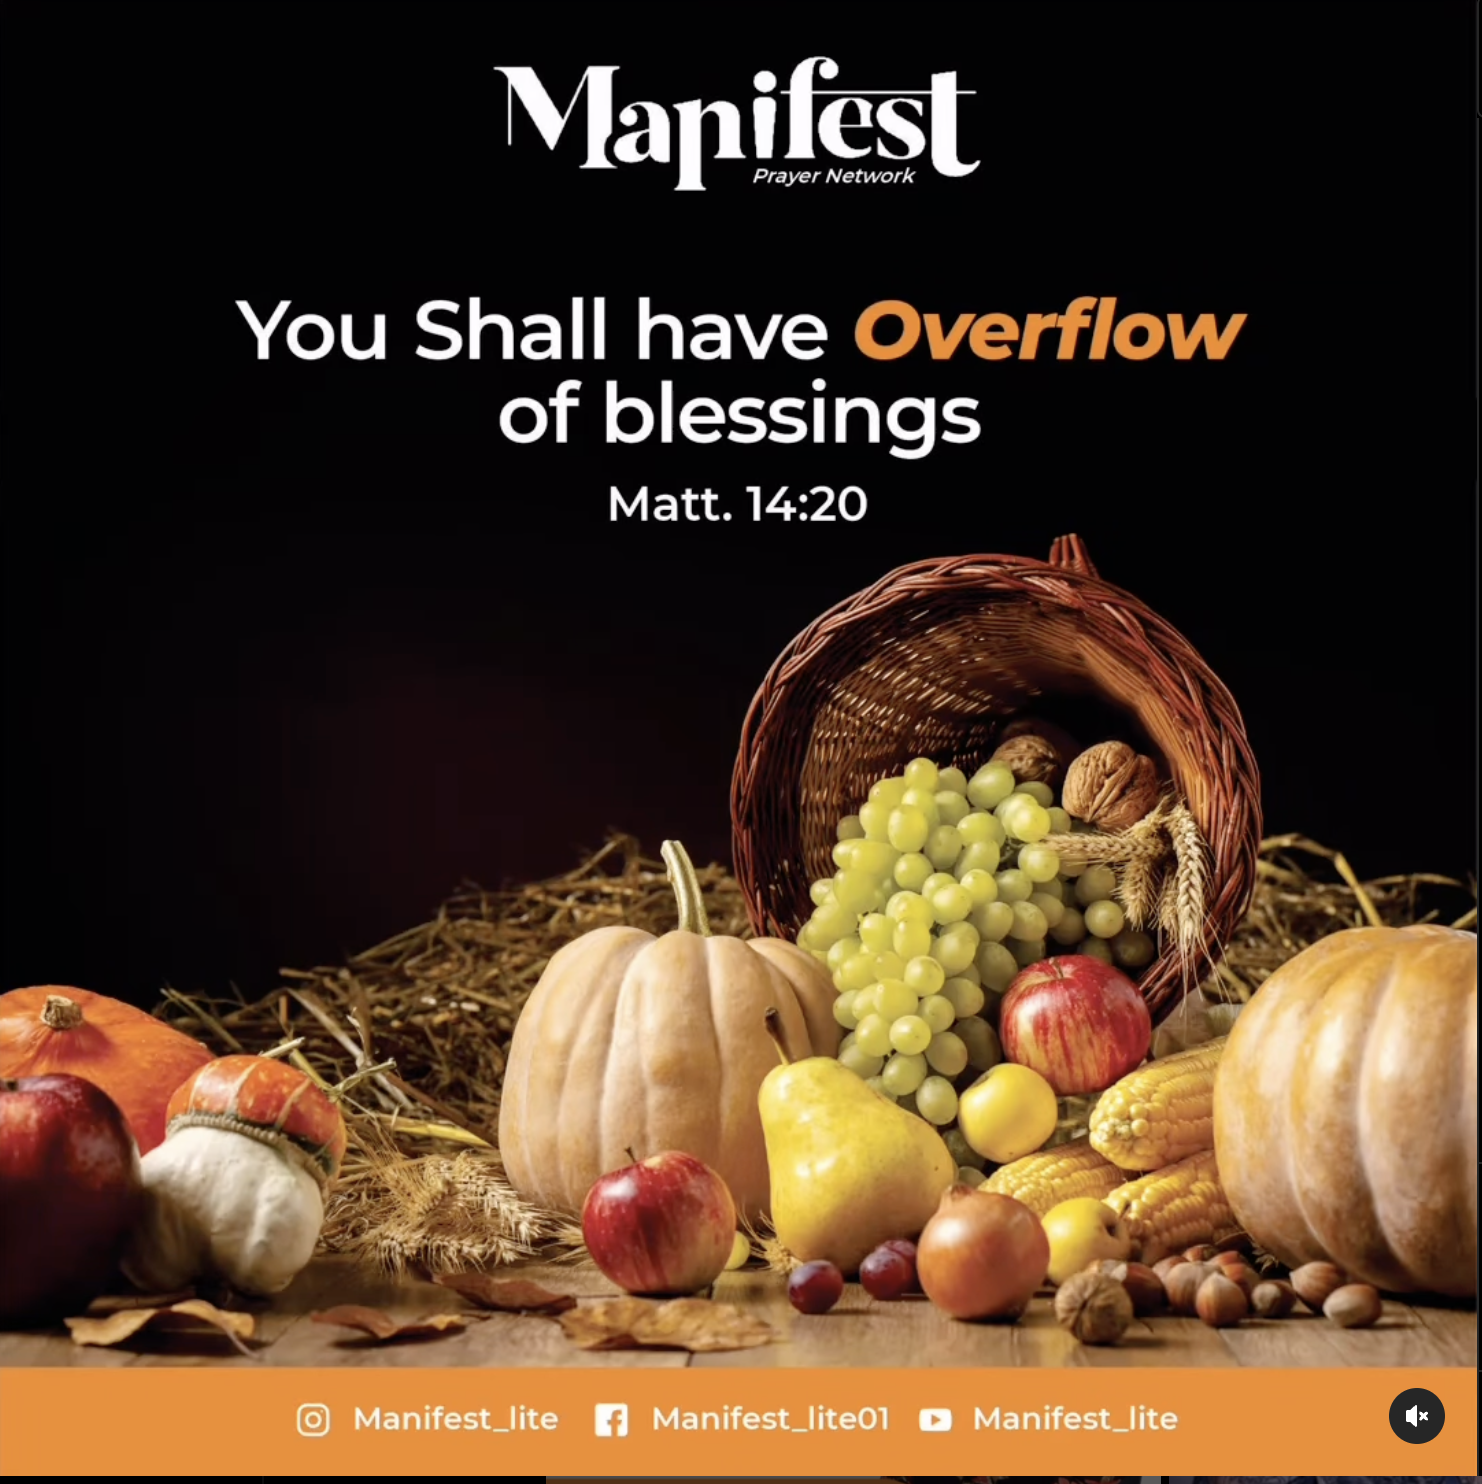 Manifest
Prayer Network
You Shall have Overflow
of blessings
Matt. 14:20
Manifest_lite Manifest_lite01 Manifest_lite